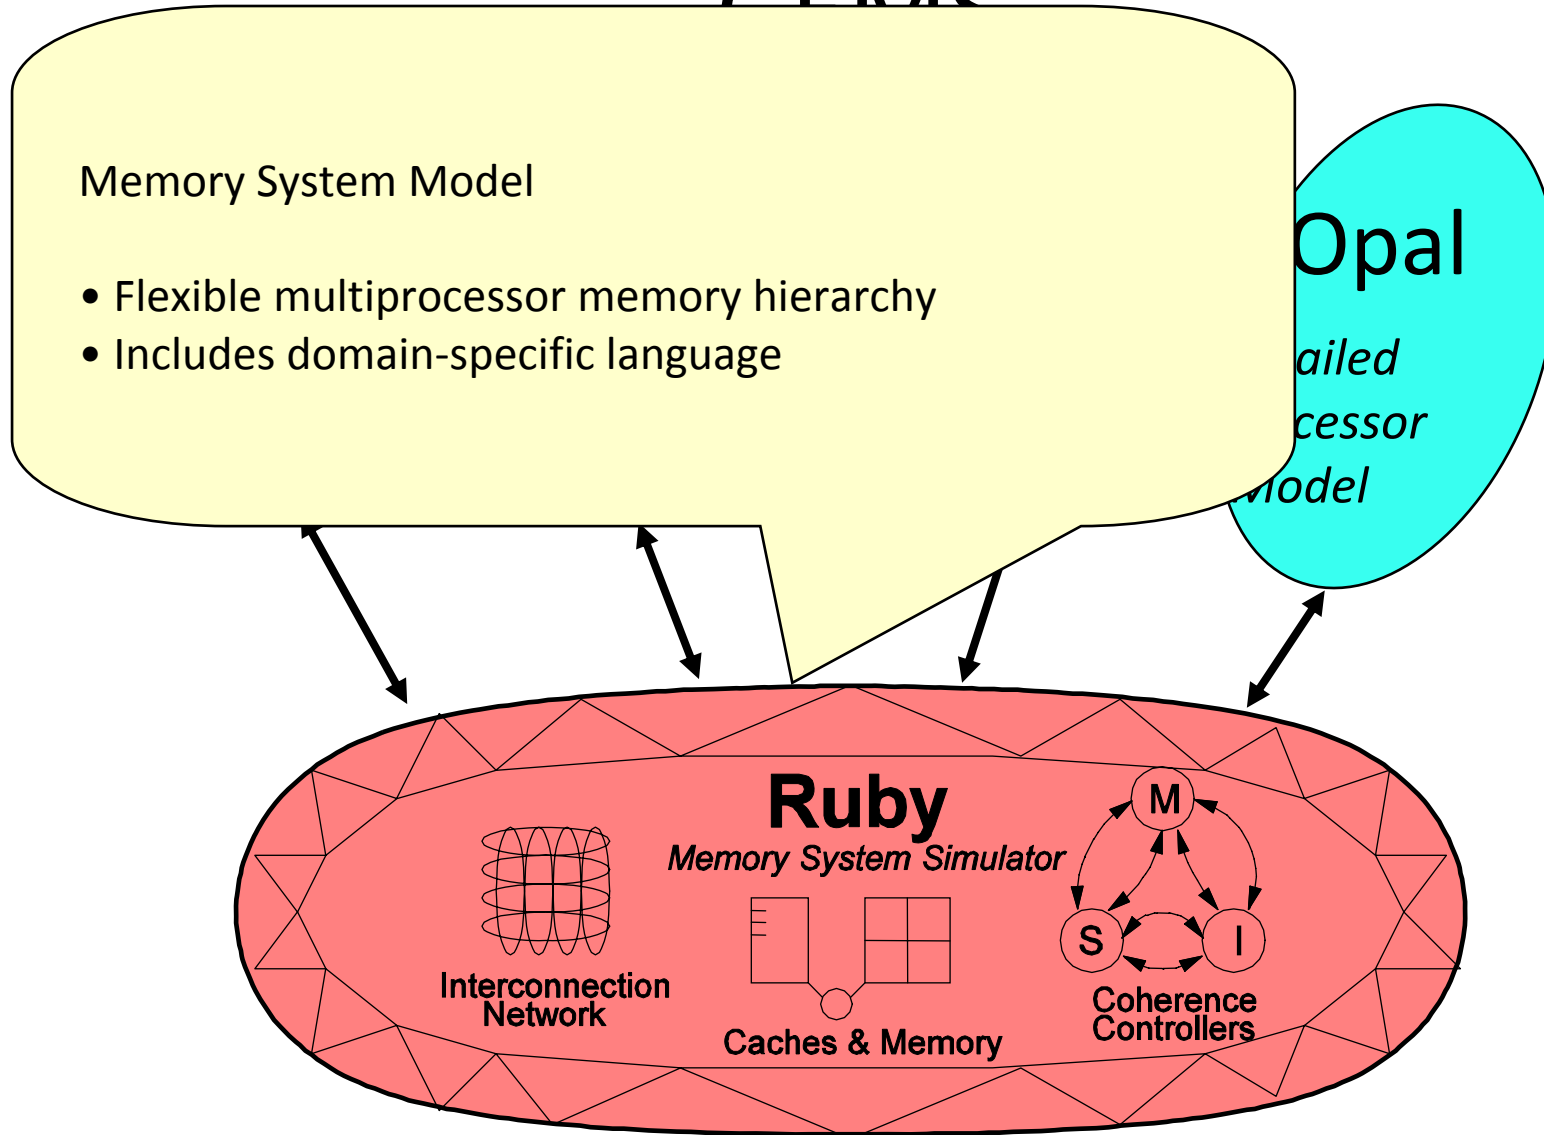 Memory System Model
• Flexible multiprocessor memory hierarchy
• Includes domain-specific language
Opal
ailed
cessor
Model
Ruby
Memory System Simulator
M
S
I
Interconnection
Network
Caches & Memory
Coherence
Controllers